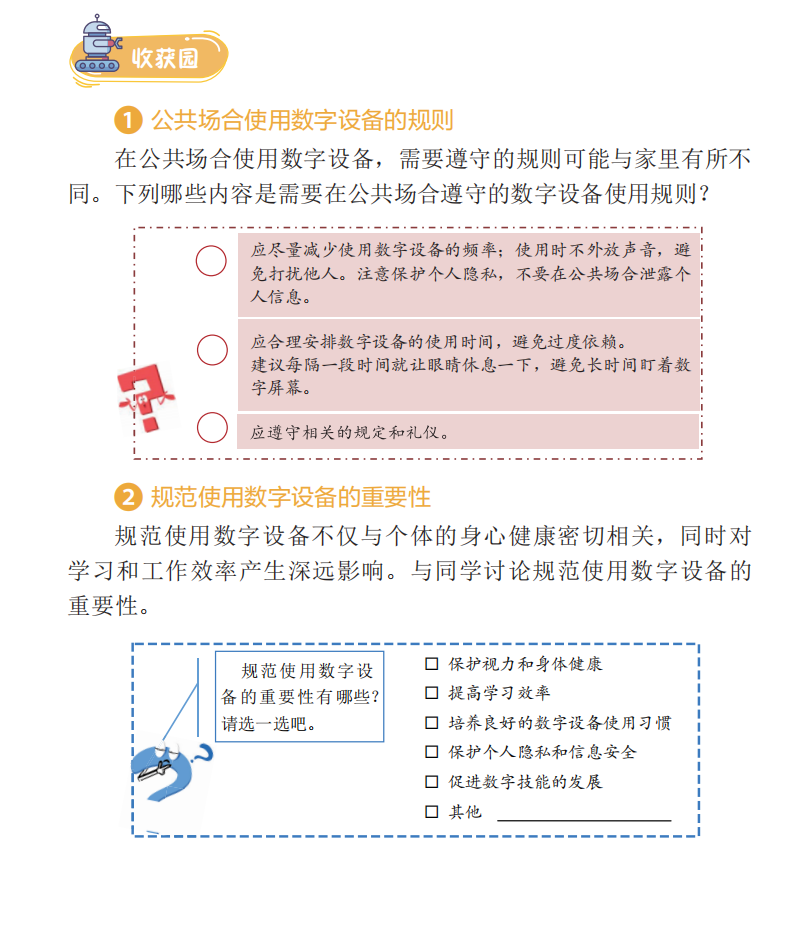 收获园
1 公共场合使用数字设备的规则
在公共场合使用数字设备，需要遵守的规则可能与家里有所不
同。下列哪些内容是需要在公共场合遵守的数字设备使用规则？
应尽量减少使用数字设备的频率；使用时不外放声音，避
免打扰他人。注意保护个人隐私，不要在公共场合泄露个
人信息。
应合理安排数字设备的使用时间，避免过度依赖。
建议每隔一段时间就让眼睛休息一下，避免长时间盯着数
字屏幕。
应遵守相关的规定和礼仪。
2 规范使用数字设备的重要性
规范使用数字设备不仅与个体的身心健康密切相关，同时对
学习和工作效率产生深远影响。与同学讨论规范使用数字设备的
重要性。
规范使用数字设
备的重要性有哪些？
请选一选吧。
□ 保护视力和身体健康
□ 提高学习效率
□ 培养良好的数字设备使用习惯
□ 保护个人隐私和信息安全
□ 促进数字技能的发展
□ 其他